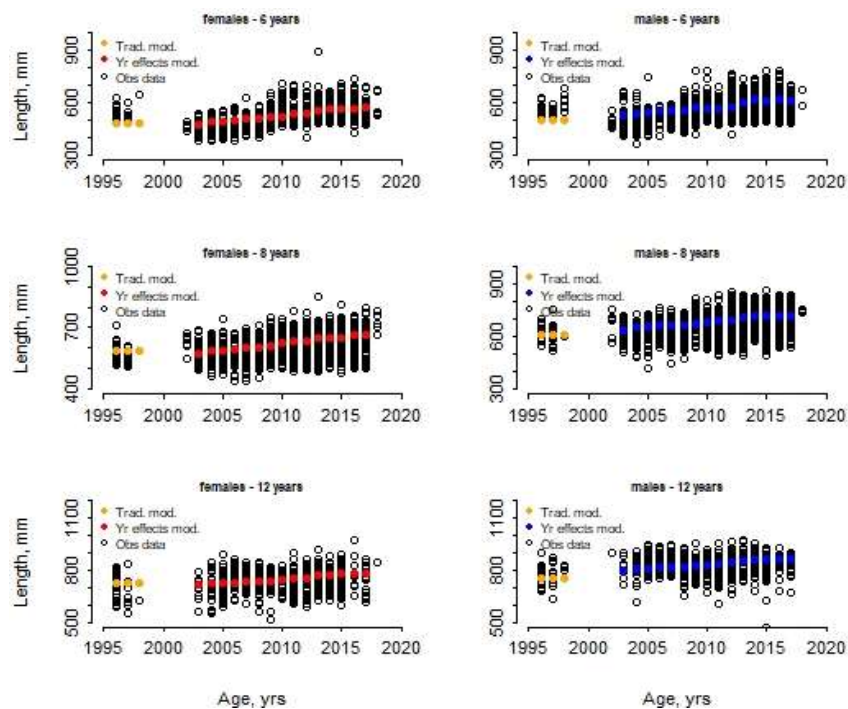 females - 6 years
Trad. mod.
Yr effects mod.
Obs data
Length, mm
900
600
300
1995 2000 2005 2010 2015 2020
males - 6 years
Trad. mod.
Yr effects mod.
Obs data
900
600
300
1995 2000 2005 2010 2015 2020
females - 8 years
Trad. mod.
Yr effects mod.
Obs data
Length, mm
1000
700
400
1995 2000 2005 2010 2015 2020
males - 8 years
Trad. mod.
Yr effects mod.
Obs data
900
600
300
1995 2000 2005 2010 2015 2020
females - 12 years
Trad. mod.
Yr effects mod.
Obs data
Length, mm
1100
800
500
1995 2000 2005 2010 2015 2020
Age, yrs
males - 12 years
Trad. mod.
Yr effects mod.
Obs data
1100
800
500
1995 2000 2005 2010 2015 2020
Age, yrs